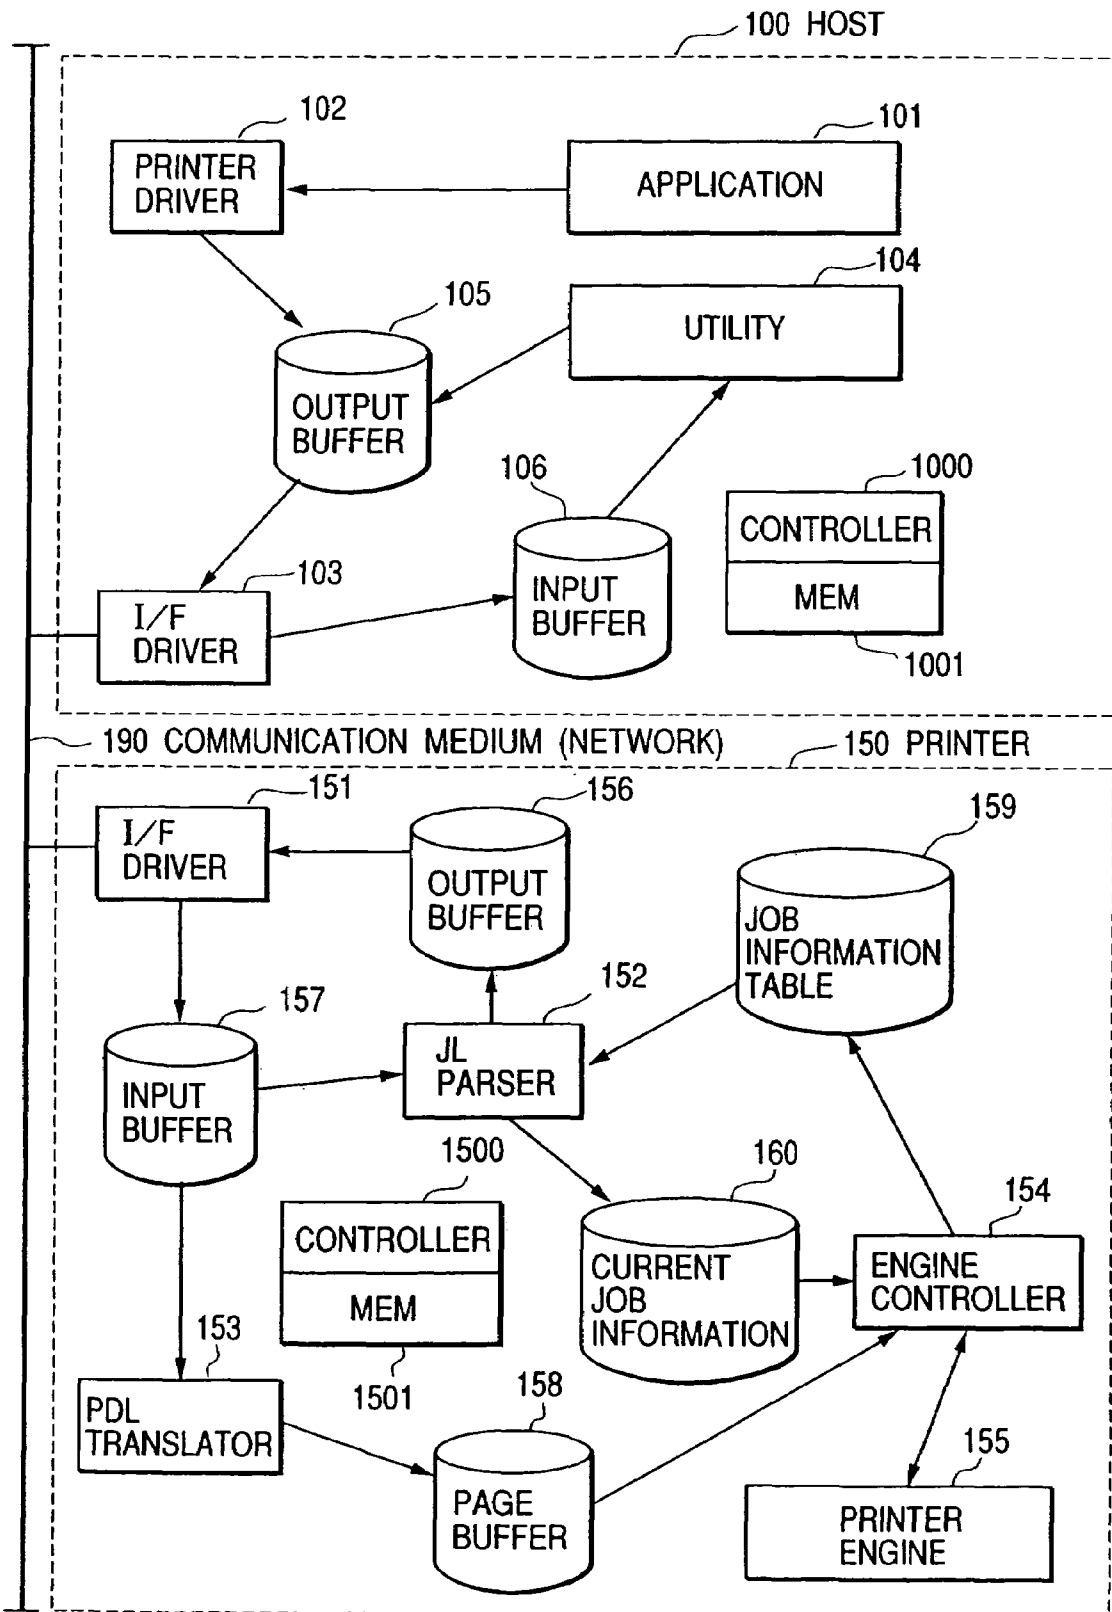 100 HOST
102
101
PRINTER
DRIVER
APPLICATION
104
105
UTILITY
OUTPUT
BUFFER
106
1000
CONTROLLER
103
I/F
DRIVER
INPUT
BUFFER
MEM
1001
190 COMMUNICATION MEDIUM (NETWORK)
150 PRINTER
151
156
159
I/F
DRIVER
OUTPUT
BUFFER
JOB
INFORMATION
TABLE
157
152
JL
PARSER
INPUT
BUFFER
1500
160
154
CONTROLLER
CURRENT
JOB
INFORMATION
ENGINE
CONTROLLER
MEM
153
1501
158
PDL
TRANSLATOR
155
PAGE
BUFFER
PRINTER
ENGINE